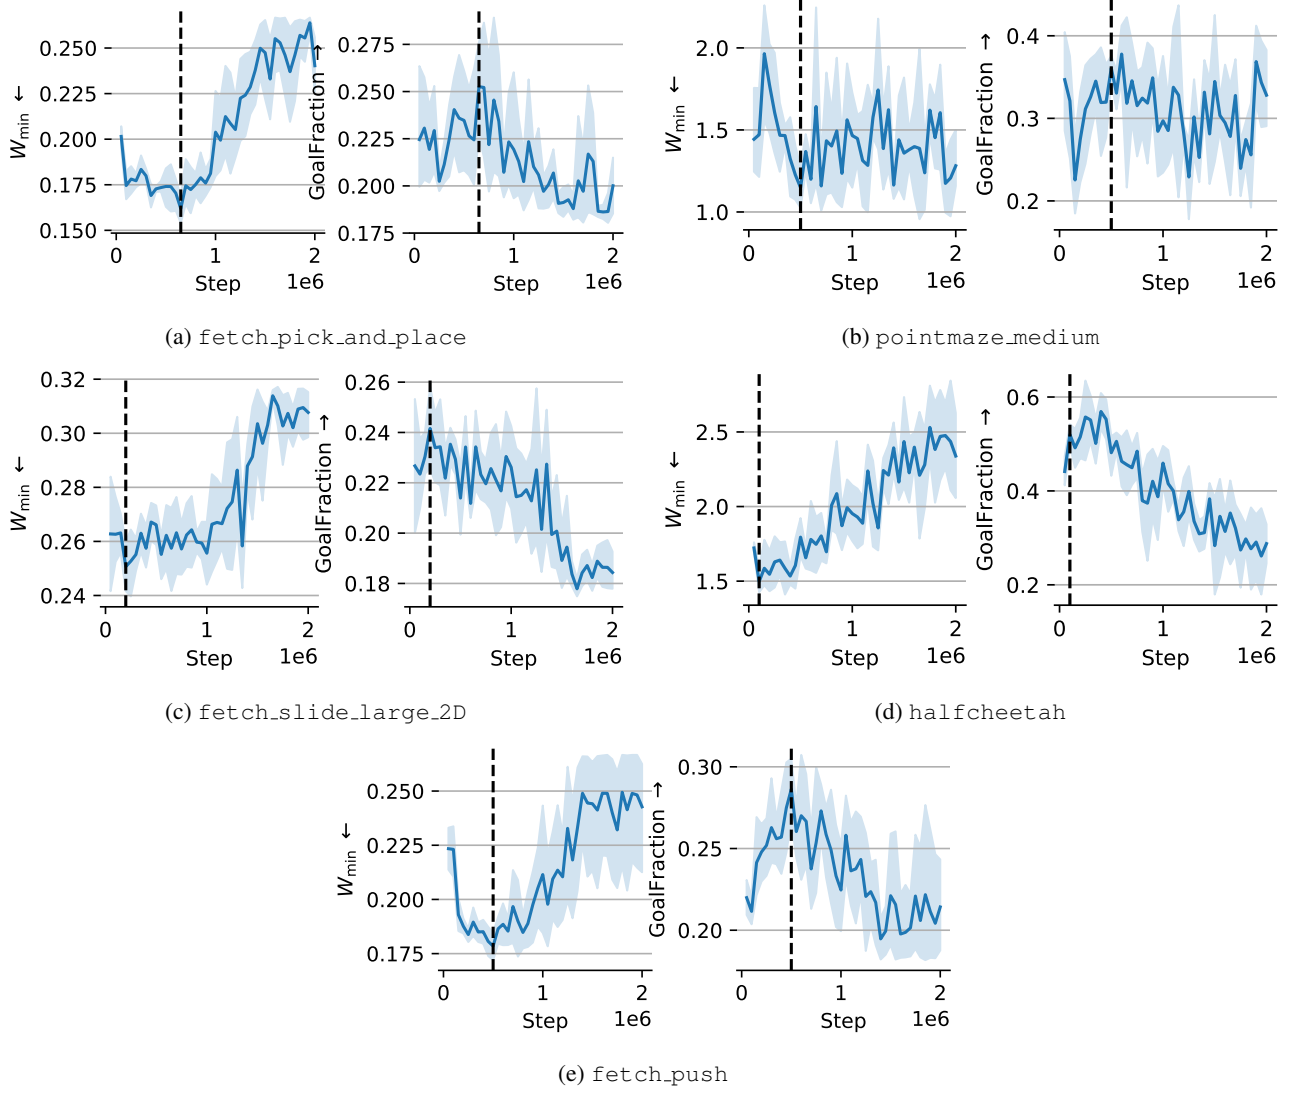 0.250
0.225
0.200
0.175
0.150
W_min ←
0
1
2
Step
1e6
GoalFraction →
0.275
0.250
0.225
0.200
0.175
0
1
2
Step
1e6
(a) fetch_pick_and_place
2.0
1.5
1.0
W_min ←
0
1
2
Step
1e6
GoalFraction →
0.4
0.3
0.2
0
1
2
Step
1e6
(b) pointmaze_medium
0.32
0.30
0.28
0.26
0.24
W_min ←
0
1
2
Step
1e6
GoalFraction →
0.26
0.24
0.22
0.20
0.18
0
1
2
Step
1e6
(c) fetch_slide_large_2D
2.5
2.0
1.5
W_min ←
0
1
2
Step
1e6
GoalFraction →
0.6
0.4
0.2
0
1
2
Step
1e6
(d) halfcheetah
0.250
0.225
0.200
0.175
W_min ←
0
1
2
Step
1e6
GoalFraction →
0.30
0.25
0.20
0
1
2
Step
1e6
(e) fetch_push